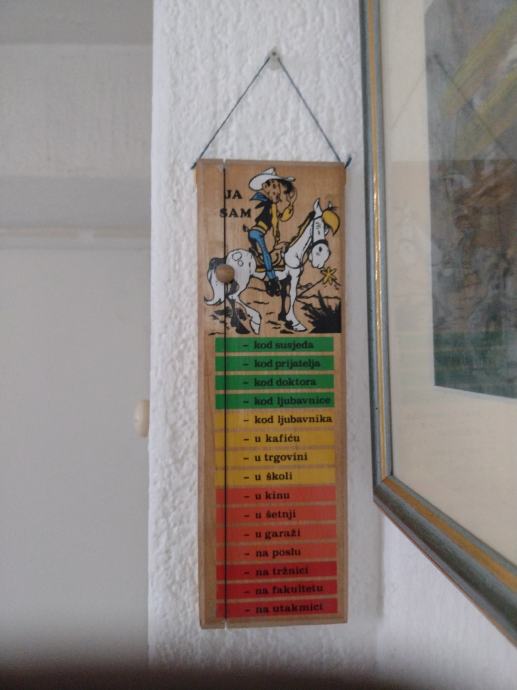 JA
SAM
- kod susjeda
- kod prijatelja
- kod doktora
- kod ljubavnice
- kod ljubavnika
- u kafiću
- u trgovini
- u školi
- u kinu
- u šetnji
- u garaži
- na poslu
- na tržnici
- na fakultetu
- na utakmici